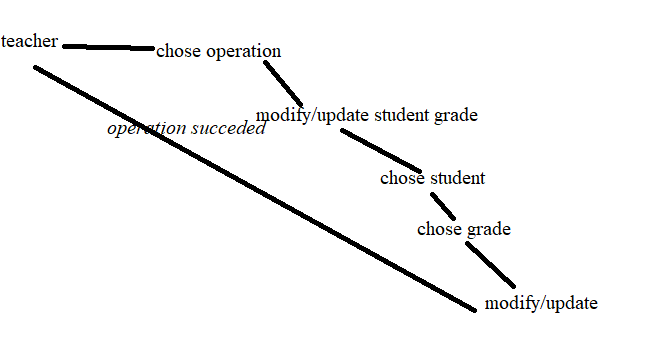 teacher
chose operation
modify/update student grade
operation succeded
chose student
chose grade
modify/update